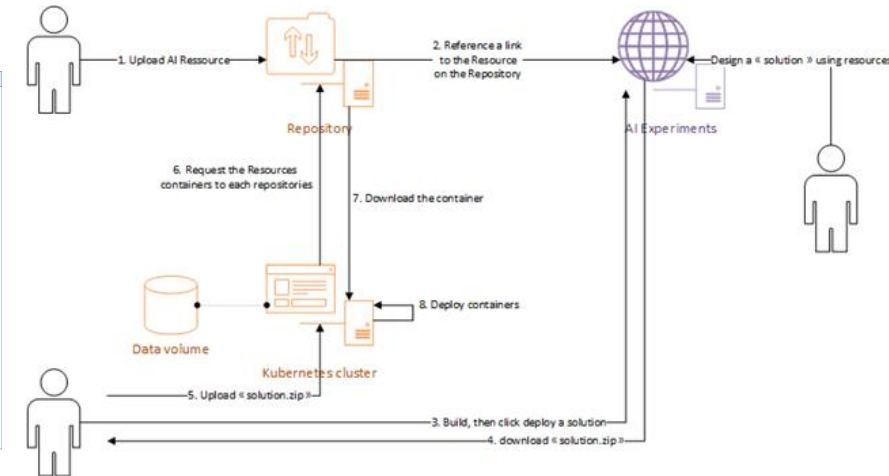 1. Upload AI Ressource
2. Reference a link
to the Resource
on the Repository
Design a « solution » using resources
Repository
AI Experiments
6. Request the Resources
containers to each repositories
7. Download the container
8. Deploy containers
Data volume
Kubernetes cluster
5. Upload « solution.zip »
3. Build, then click deploy a solution
4. download « solution.zip »